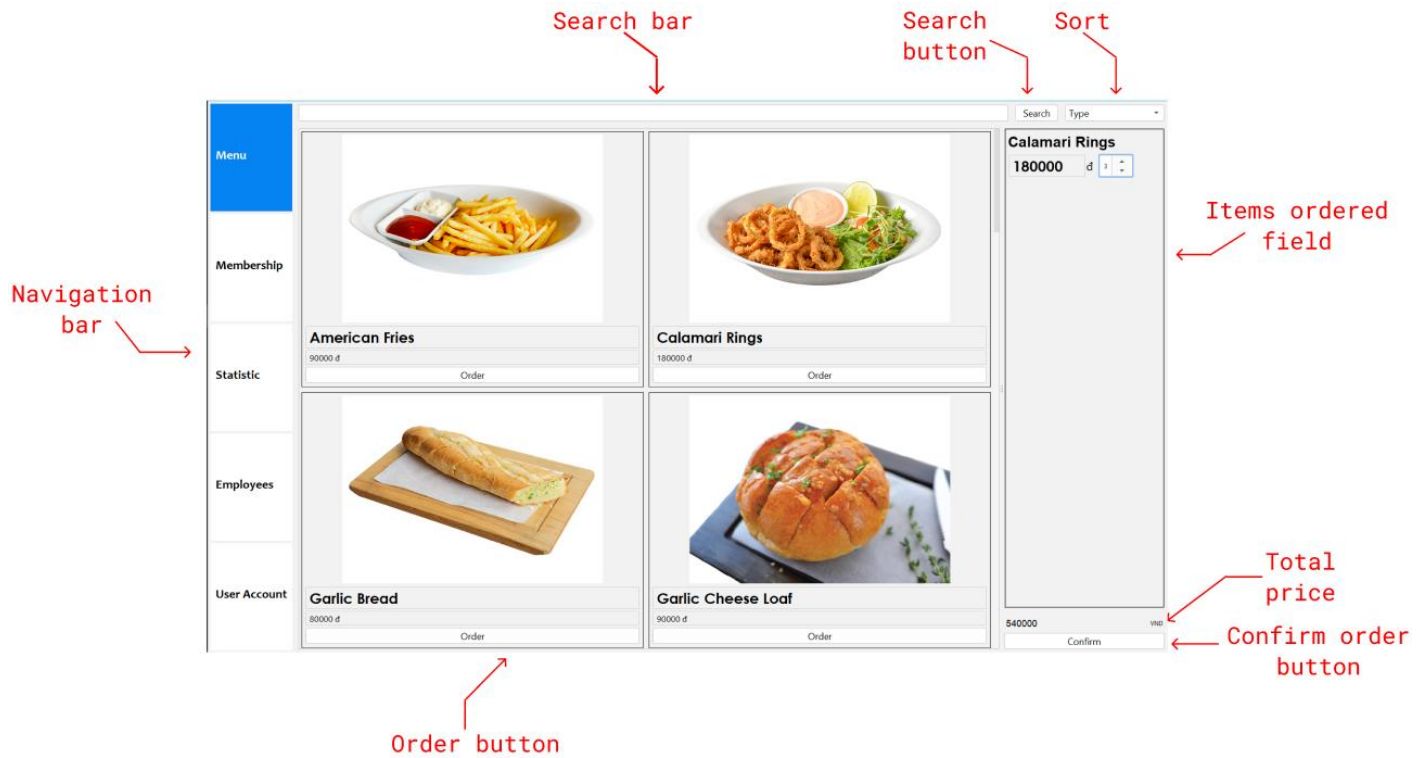 Search bar
Search
button
Sort
Search
Type
Menu
Membership
Statistic
Employees
User Account
American Fries
90000 đ
Order
Calamari Rings
180000 đ
Order
Garlic Bread
80000 đ
Order
Garlic Cheese Loaf
90000 đ
Order
Calamari Rings
180000 đ 3
540000 VND
Confirm
Navigation
bar
Items ordered
field
Total
price
Confirm order
button
Order button